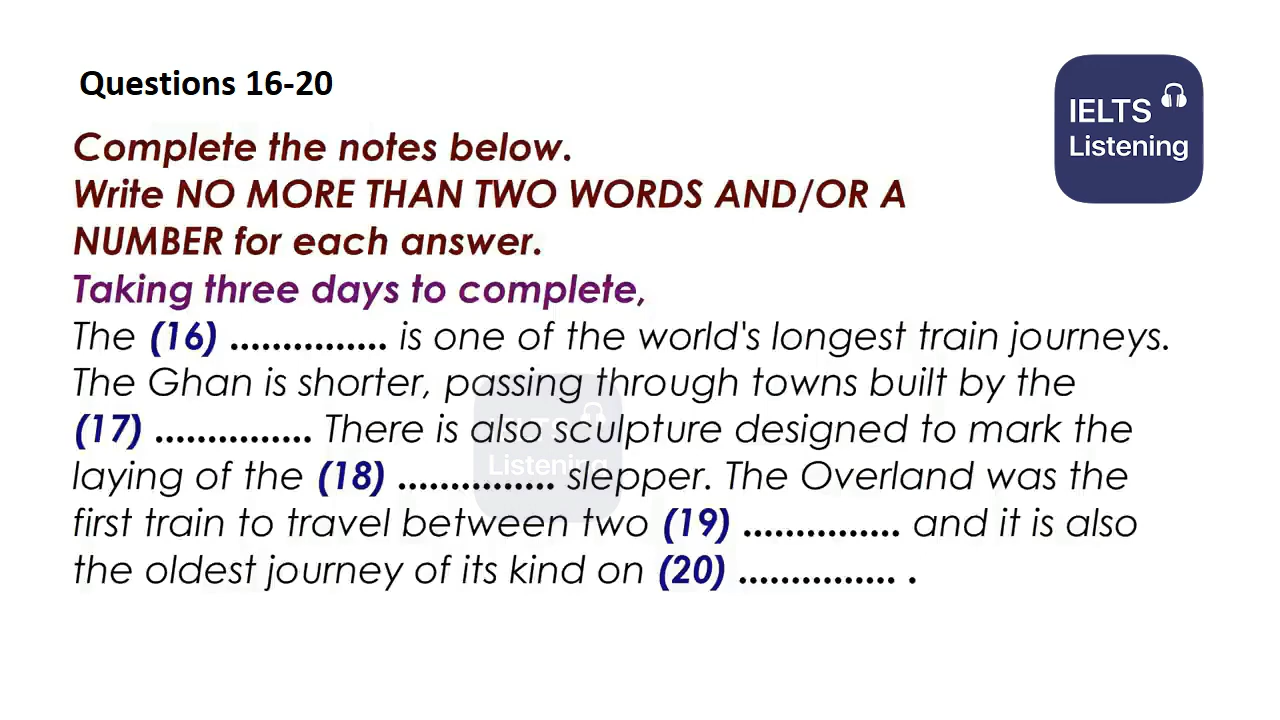 Questions 16-20
IELTS
Listening
Complete the notes below.
Write NO MORE THAN TWO WORDS AND/OR A
NUMBER for each answer.
Taking three days to complete,
The (16) ............... is one of the world's longest train journeys.
The Ghan is shorter, passing through towns built by the
(17) ............... There is also sculpture designed to mark the
laying of the (18) ............... slepper. The Overland was the
first train to travel between two (19) ............... and it is also
the oldest journey of its kind on (20) ............... .
Listening